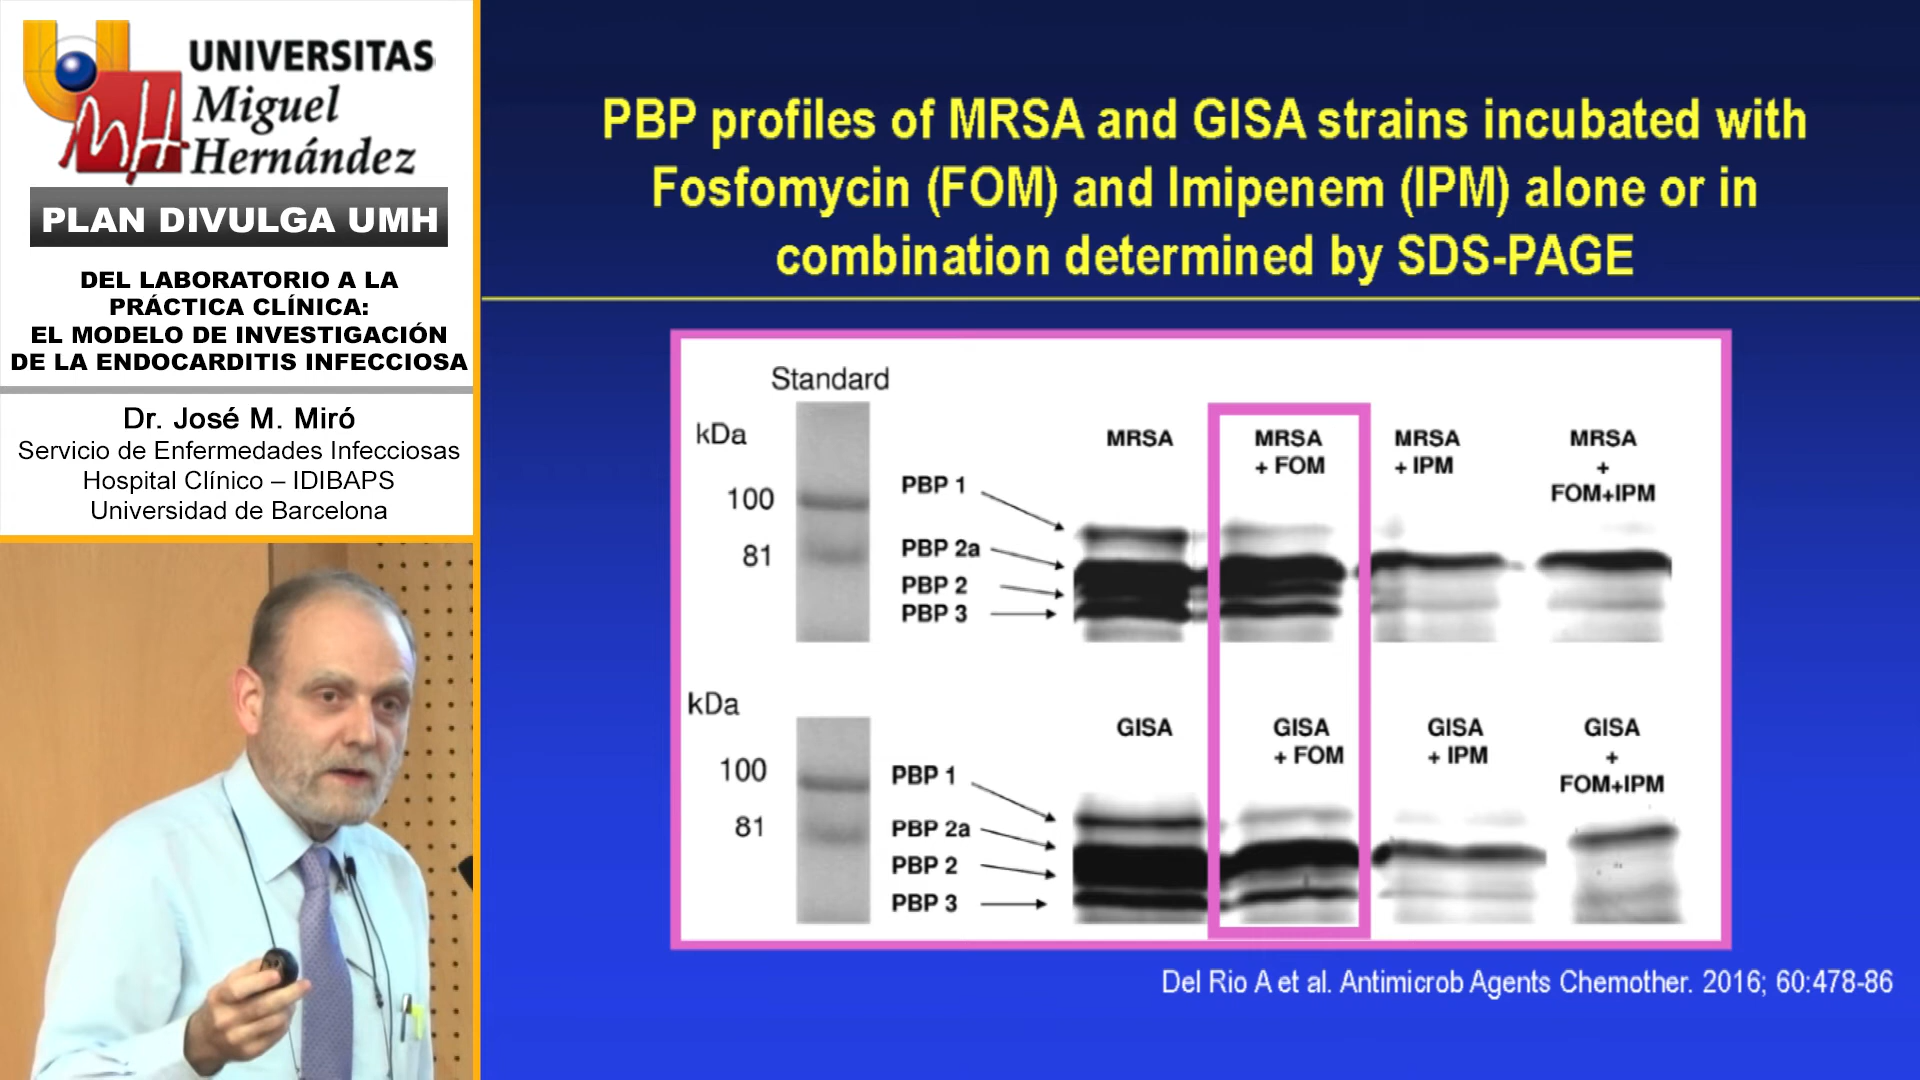 UNIVERSITAS
Miguel
Hernández
PLAN DIVULGA UMH
DEL LABORATORIO A LA
PRÁCTICA CLÍNICA:
EL MODELO DE INVESTIGACIÓN
DE LA ENDOCARDITIS INFECCIOSA
Dr. José M. Miró
Servicio de Enfermedades Infecciosas
Hospital Clínico – IDIBAPS
Universidad de Barcelona
PBP profiles of MRSA and GISA strains incubated with
Fosfomycin (FOM) and Imipenem (IPM) alone or in
combination determined by SDS-PAGE
Standard
kDa
100
81
PBP 1
PBP 2a
PBP 2
PBP 3
MRSA
MRSA
+ FOM
MRSA
+ IPM
MRSA
+
FOM+IPM
kDa
100
81
PBP 1
PBP 2a
PBP 2
PBP 3
GISA
GISA
+ FOM
GISA
+ IPM
GISA
+
FOM+IPM
Del Rio A et al. Antimicrob Agents Chemother. 2016; 60:478-86